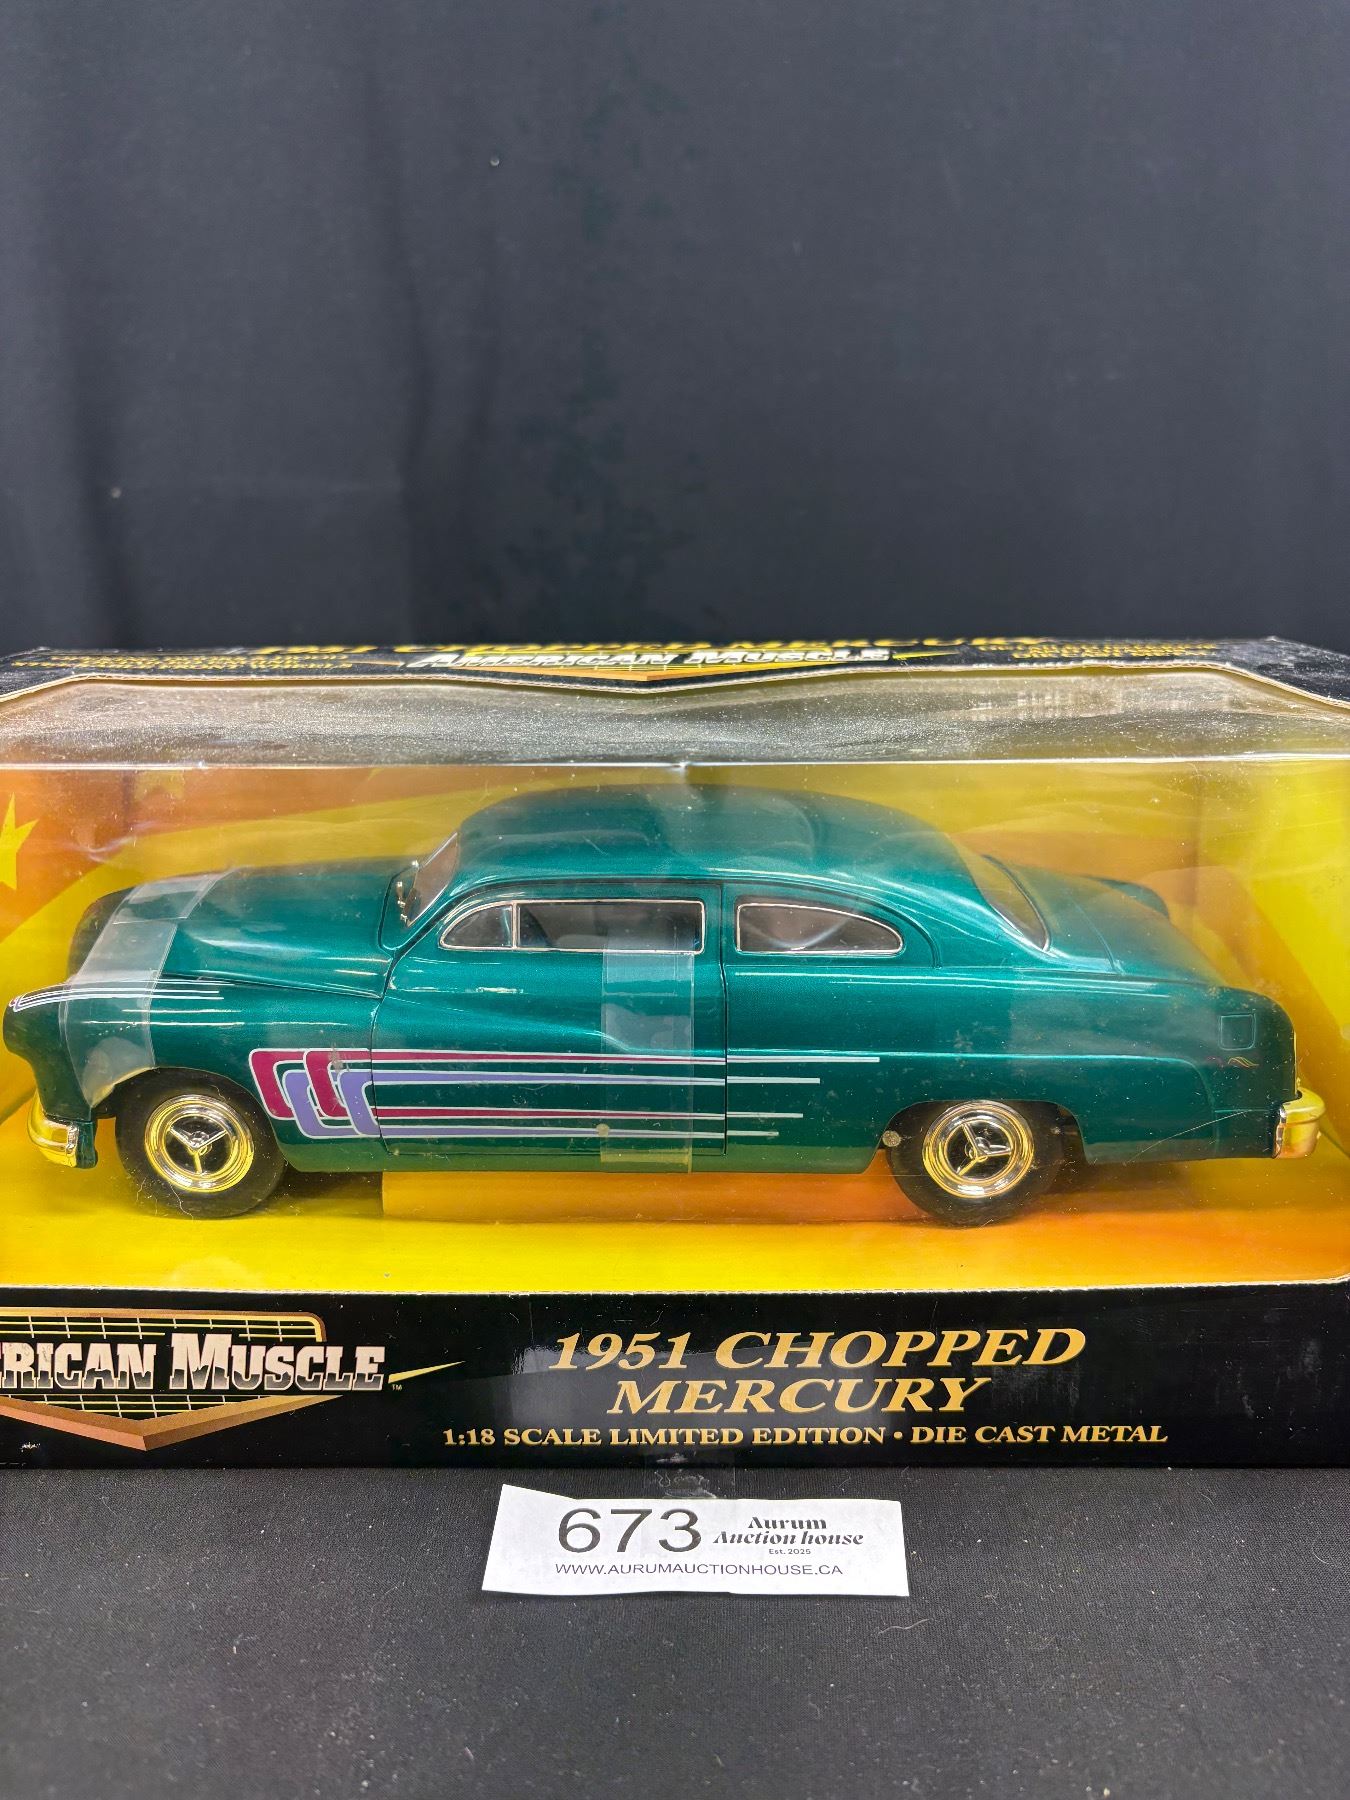 AMERICAN MUSCLE
RICAN MUSCLE™
1951 CHOPPED
MERCURY
1:18 SCALE LIMITED EDITION • DIE CAST METAL
673 Aurum
Auction house
Est. 2025
WWW.AURUMAUCTIONHOUSE.CA